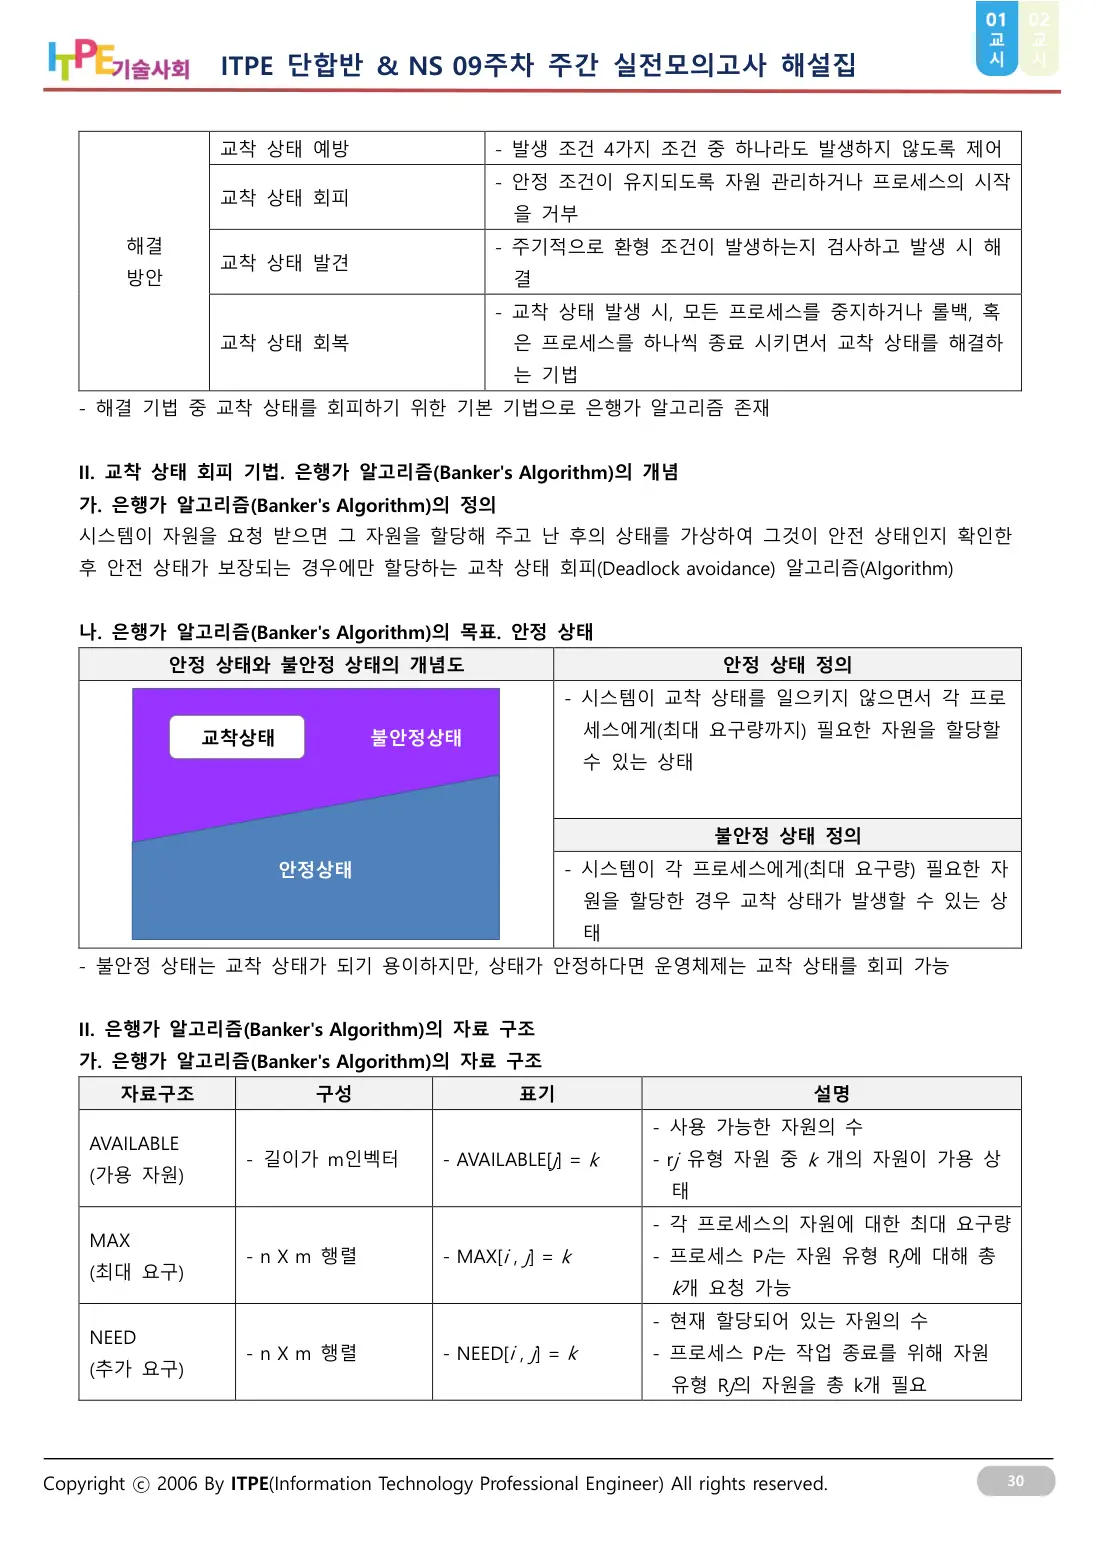 ITPE기술사회 ITPE 단합반 & NS 09주차 주간 실전모의고사 해설집
01
교
시
02
교
시
해결
방안
교착 상태 예방
- 발생 조건 4가지 조건 중 하나라도 발생하지 않도록 제어
교착 상태 회피
- 안정 조건이 유지되도록 자원 관리하거나 프로세스의 시작
을 거부
교착 상태 발견
- 주기적으로 환형 조건이 발생하는지 검사하고 발생 시 해
결
교착 상태 회복
- 교착 상태 발생 시, 모든 프로세스를 중지하거나 롤백, 혹
은 프로세스를 하나씩 종료 시키면서 교착 상태를 해결하
는 기법
- 해결 기법 중 교착 상태를 회피하기 위한 기본 기법으로 은행가 알고리즘 존재
II. 교착 상태 회피 기법. 은행가 알고리즘(Banker's Algorithm)의 개념
가. 은행가 알고리즘(Banker's Algorithm)의 정의
시스템이 자원을 요청 받으면 그 자원을 할당해 주고 난 후의 상태를 가상하여 그것이 안전 상태인지 확인한
후 안전 상태가 보장되는 경우에만 할당하는 교착 상태 회피(Deadlock avoidance) 알고리즘(Algorithm)
나. 은행가 알고리즘(Banker's Algorithm)의 목표. 안정 상태
안정 상태와 불안정 상태의 개념도
안정 상태 정의
교착상태
불안정상태
안정상태
- 시스템이 교착 상태를 일으키지 않으면서 각 프로
세스에게(최대 요구량까지) 필요한 자원을 할당할
수 있는 상태
불안정 상태 정의
- 시스템이 각 프로세스에게(최대 요구량) 필요한 자
원을 할당한 경우 교착 상태가 발생할 수 있는 상
태
- 불안정 상태는 교착 상태가 되기 용이하지만, 상태가 안정하다면 운영체제는 교착 상태를 회피 가능
II. 은행가 알고리즘(Banker's Algorithm)의 자료 구조
가. 은행가 알고리즘(Banker's Algorithm)의 자료 구조
자료구조 구성 표기 설명
AVAILABLE
(가용 자원)
- 길이가 m인벡터
- AVAILABLE[j] = k
- 사용 가능한 자원의 수
- rj 유형 자원 중 k 개의 자원이 가용 상
태
MAX
(최대 요구)
- n X m 행렬
- MAX[i , j] = k
- 각 프로세스의 자원에 대한 최대 요구량
- 프로세스 Pi는 자원 유형 Rj에 대해 총
k개 요청 가능
NEED
(추가 요구)
- n X m 행렬
- NEED[i , j] = k
- 현재 할당되어 있는 자원의 수
- 프로세스 Pi는 작업 종료를 위해 자원
유형 Rj의 자원을 총 k개 필요
Copyright ⓒ 2006 By ITPE(Information Technology Professional Engineer) All rights reserved.
30